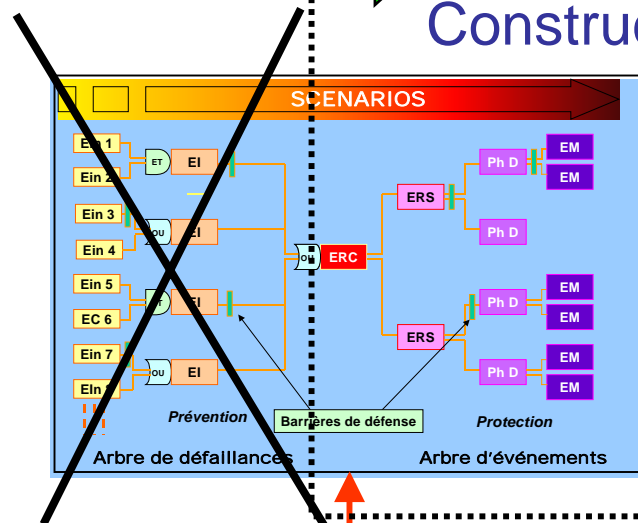 Construc
SCENARIOS
Ein 1
Ein 2
ET
EI
Ein 3
Ein 4
OU
EI
Ein 5
EC 6
EI
Ein 7
EIn
OU
EI
OU
ERC
ERS
Ph D
EM
EM
Ph D
ERS
Ph D
EM
EM
Ph D
EM
EM
Prévention
Barrières de défense
Protection
Arbre de défaillances
Arbre d'événements